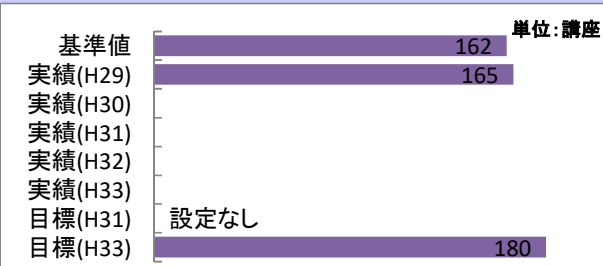 単位：講座
基準値 162
実績(H29) 165
実績(H30)
実績(H31)
実績(H32)
実績(H33)
目標(H31) 設定なし
目標(H33) 180